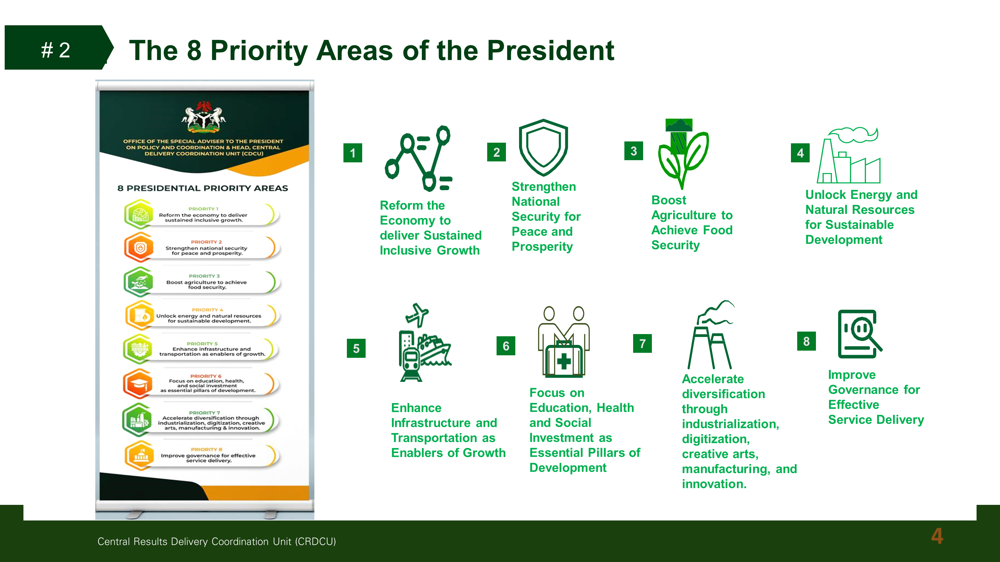 # 2
The 8 Priority Areas of the President
OFFICE OF THE SPECIAL ADVISER TO THE PRESIDENT
ON POLICY AND COORDINATION & HEAD, CENTRAL
DELIVERY COORDINATION UNIT (CDCU)
8 PRESIDENTIAL PRIORITY AREAS
PRIORITY 1
Reform the economy to deliver
sustained inclusive growth.
PRIORITY 2
Strengthen national security
for peace and prosperity.
PRIORITY 3
Boost agriculture to achieve
food security.
PRIORITY 4
Unlock energy and natural resources
for sustainable development.
PRIORITY 5
Enhance infrastructure and
transportation as enablers of growth.
PRIORITY 6
Focus on education, health,
and social investment
as essential pillars of development.
PRIORITY 7
Accelerate diversification through
industrialization, digitization, creative
arts, manufacturing & innovation.
PRIORITY 8
Improve governance for effective
service delivery.
1
Reform the
Economy to
deliver Sustained
Inclusive Growth
2
Strengthen
National
Security for
Peace and
Prosperity
3
Boost
Agriculture to
Achieve Food
Security
4
Unlock Energy and
Natural Resources
for Sustainable
Development
5
Enhance
Infrastructure and
Transportation as
Enablers of Growth
6
Focus on
Education, Health
and Social
Investment as
Essential Pillars of
Development
7
Accelerate
diversification
through
industrialization,
digitization,
creative arts,
manufacturing, and
innovation.
8
Improve
Governance for
Effective
Service Delivery
Central Results Delivery Coordination Unit (CRDCU)
4